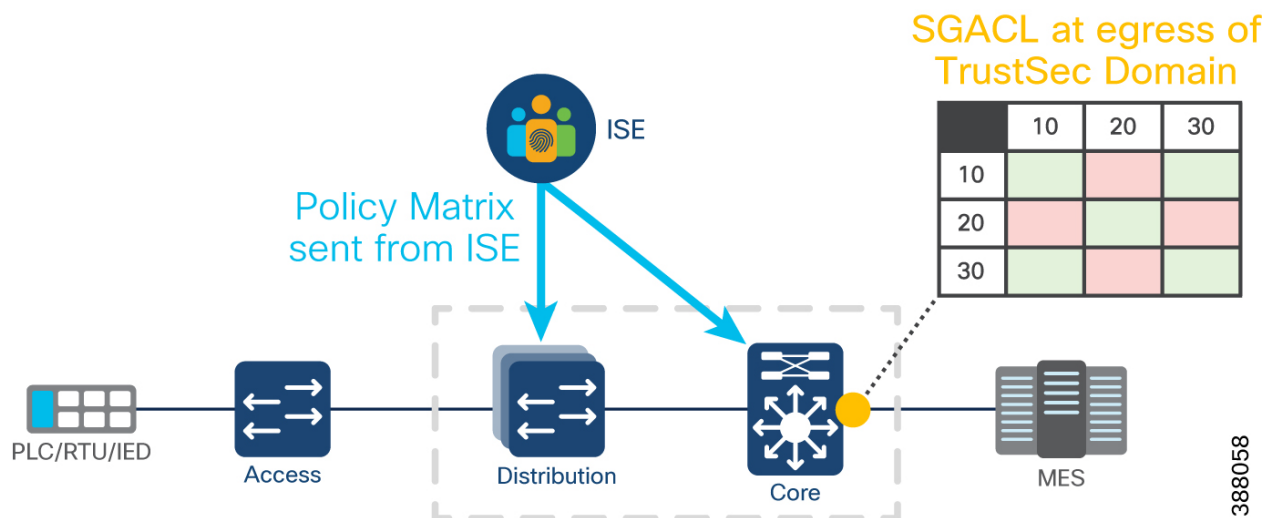 SGACL at egress of
TrustSec Domain
10 20 30
10
20
30
ISE
Policy Matrix
sent from ISE
PLC/RTU/IED
Access
Distribution
Core
MES
388058